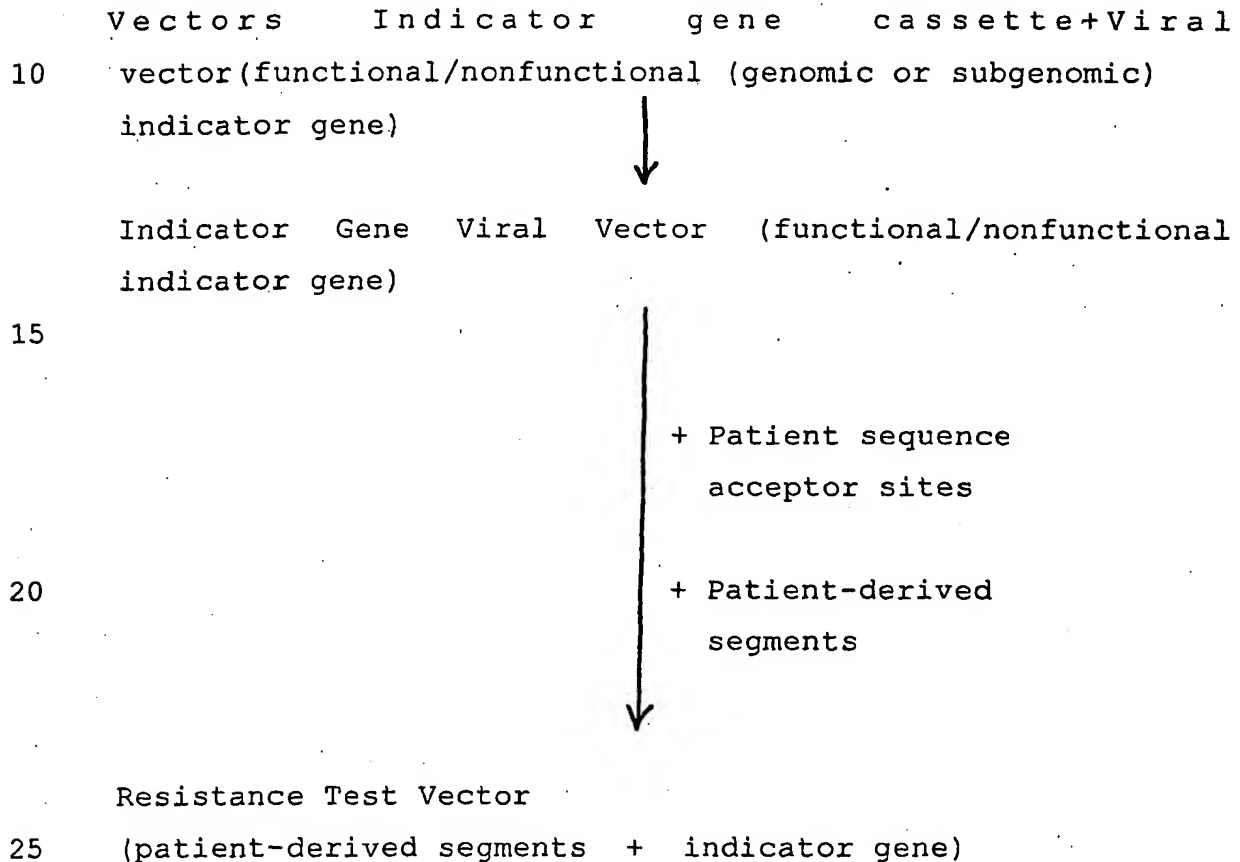 Vectors Indicator gene cassette+Viral
10 vector(functional/nonfunctional (genomic or subgenomic)
indicator gene)
Indicator Gene Viral Vector (functional/nonfunctional
indicator gene)
15
+ Patient sequence
acceptor sites
20 + Patient-derived
segments
Resistance Test Vector
25 (patient-derived segments + indicator gene)